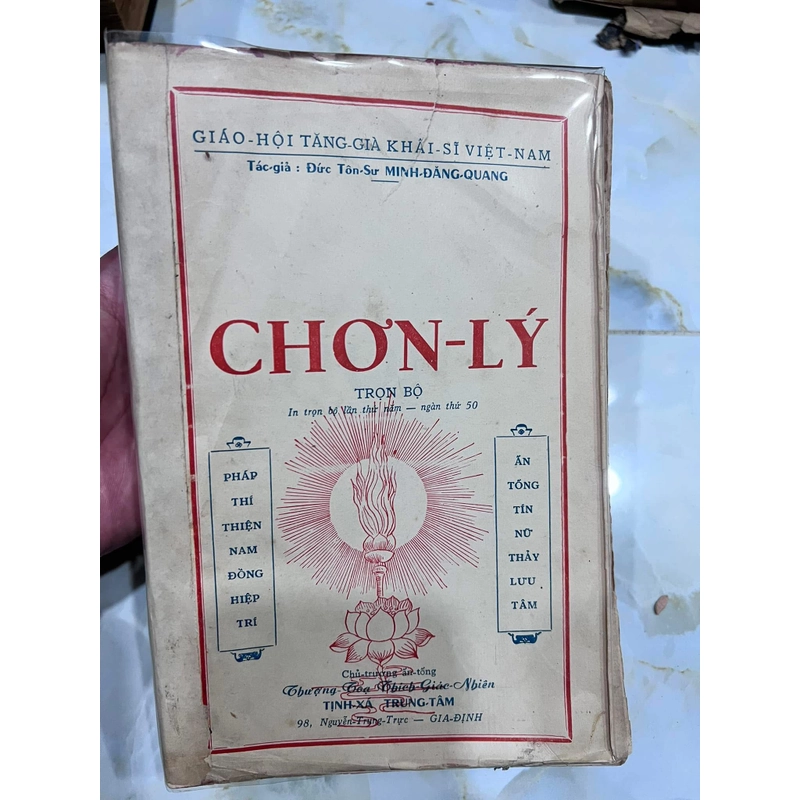 GIÁO-HỘI TĂNG-GIÀ KHẤT-SĨ VIỆT-NAM
Tác-giả : Đức Tôn-Sư MINH-ĐĂNG-QUANG
CHƠN-LÝ
TRỌN BỘ
In trọn bộ lần thứ năm — ngàn thứ 50
PHÁP
THÍ
THIỆN
NAM
ĐỒNG
HIỆP
TRÍ
ẤN
TỐNG
TÍN
NỮ
THẢY
LƯU
TÂM
Chủ-trương ấn-tống
Thượng-Tọa Thích-Giác-Nhiên
TỊNH-XÁ TRUNG-TÂM
98, Nguyễn-Trung-Trực — GIA-ĐỊNH